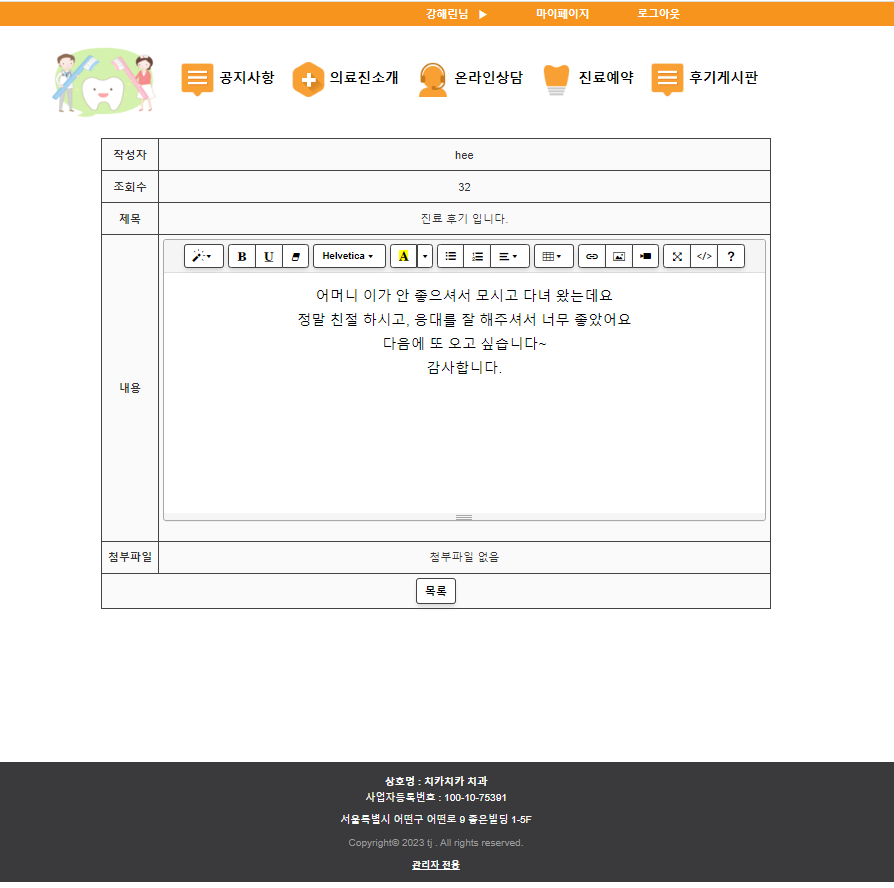 강해린님 ▶ 마이페이지 로그아웃
공지사항 의료진소개 온라인상담 진료예약 후기게시판
작성자 hee
조회수 32
제목 진료 후기 입니다.
내용
B U Helvetica A </> ?
어머니 이가 안 좋으셔서 모시고 다녀 왔는데요
정말 친절 하시고, 응대를 잘 해주셔서 너무 좋았어요
다음에 또 오고 싶습니다~
감사합니다.
첨부파일 첨부파일 없음
목록
상호명 : 치카치카 치과
사업자등록번호 : 100-10-75391
서울특별시 어떤구 어떤로 9 좋은빌딩 1-5F
Copyright© 2023 tj . All rights reserved.
관리자 전용